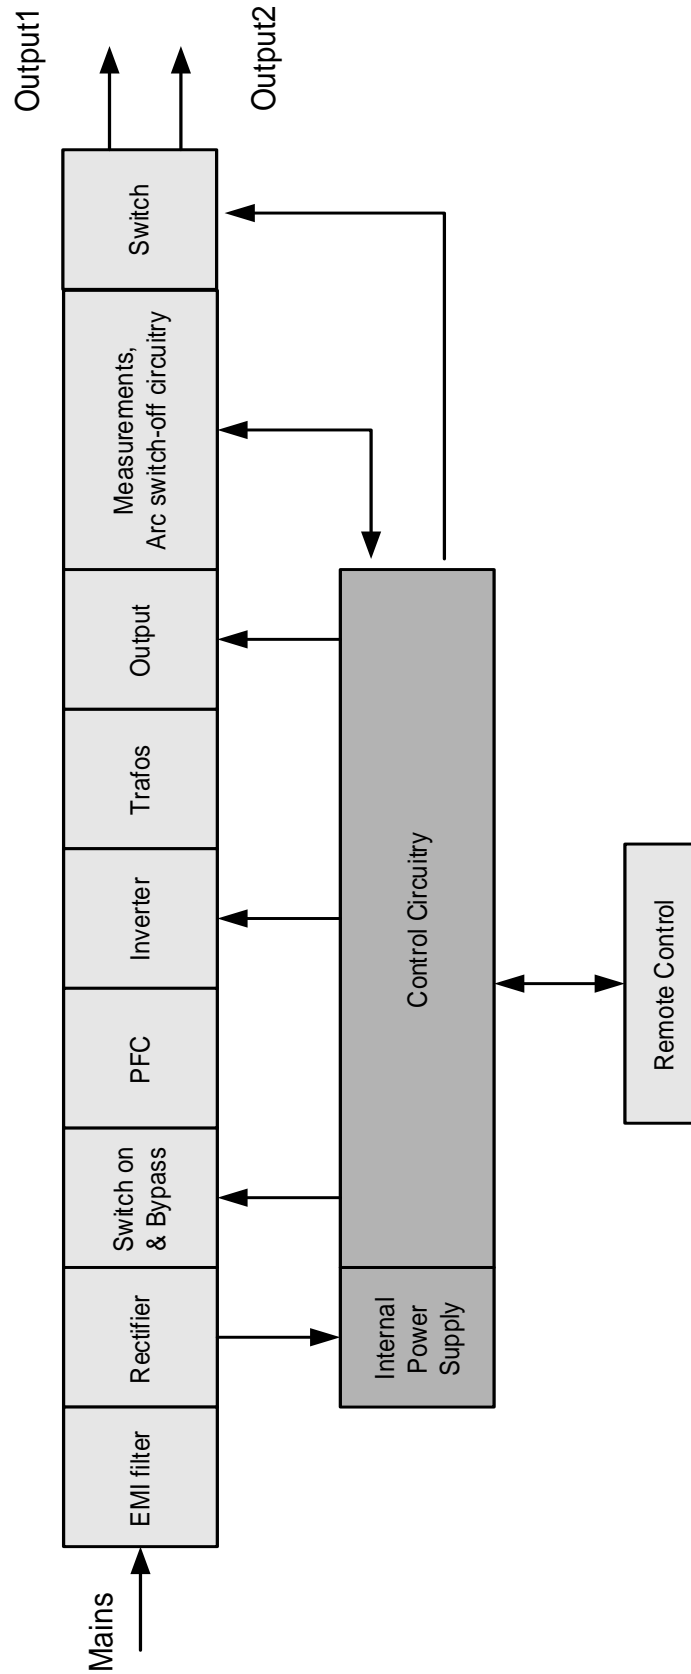 Mains
EMI filter
Rectifier
Switch on
& Bypass
PFC
Inverter
Trafos
Output
Measurements,
Arc switch-off circuitry
Switch
Output1
Output2
Internal
Power
Supply
Control Circuitry
Remote Control